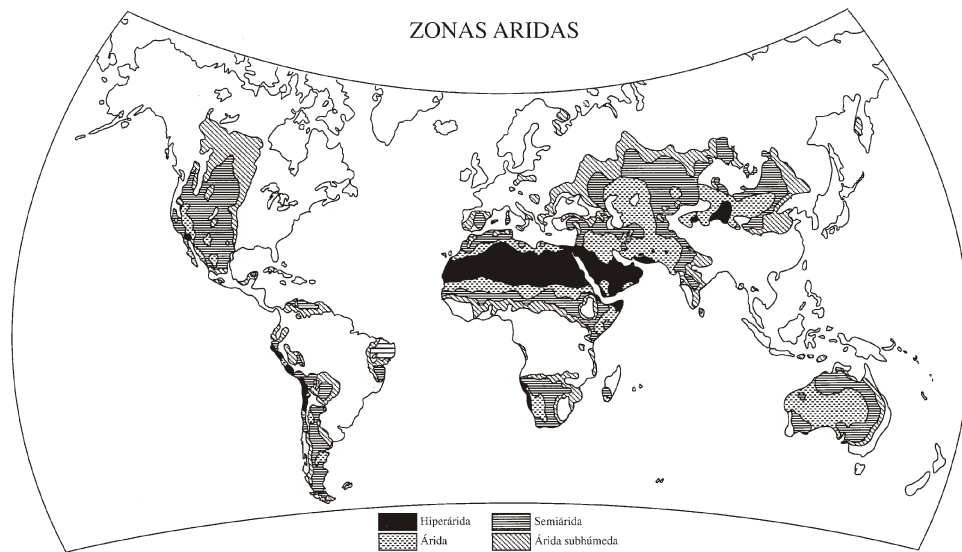 ZONAS ARIDAS
Hiperárida
Semiárida
Árida
Árida subhúmeda